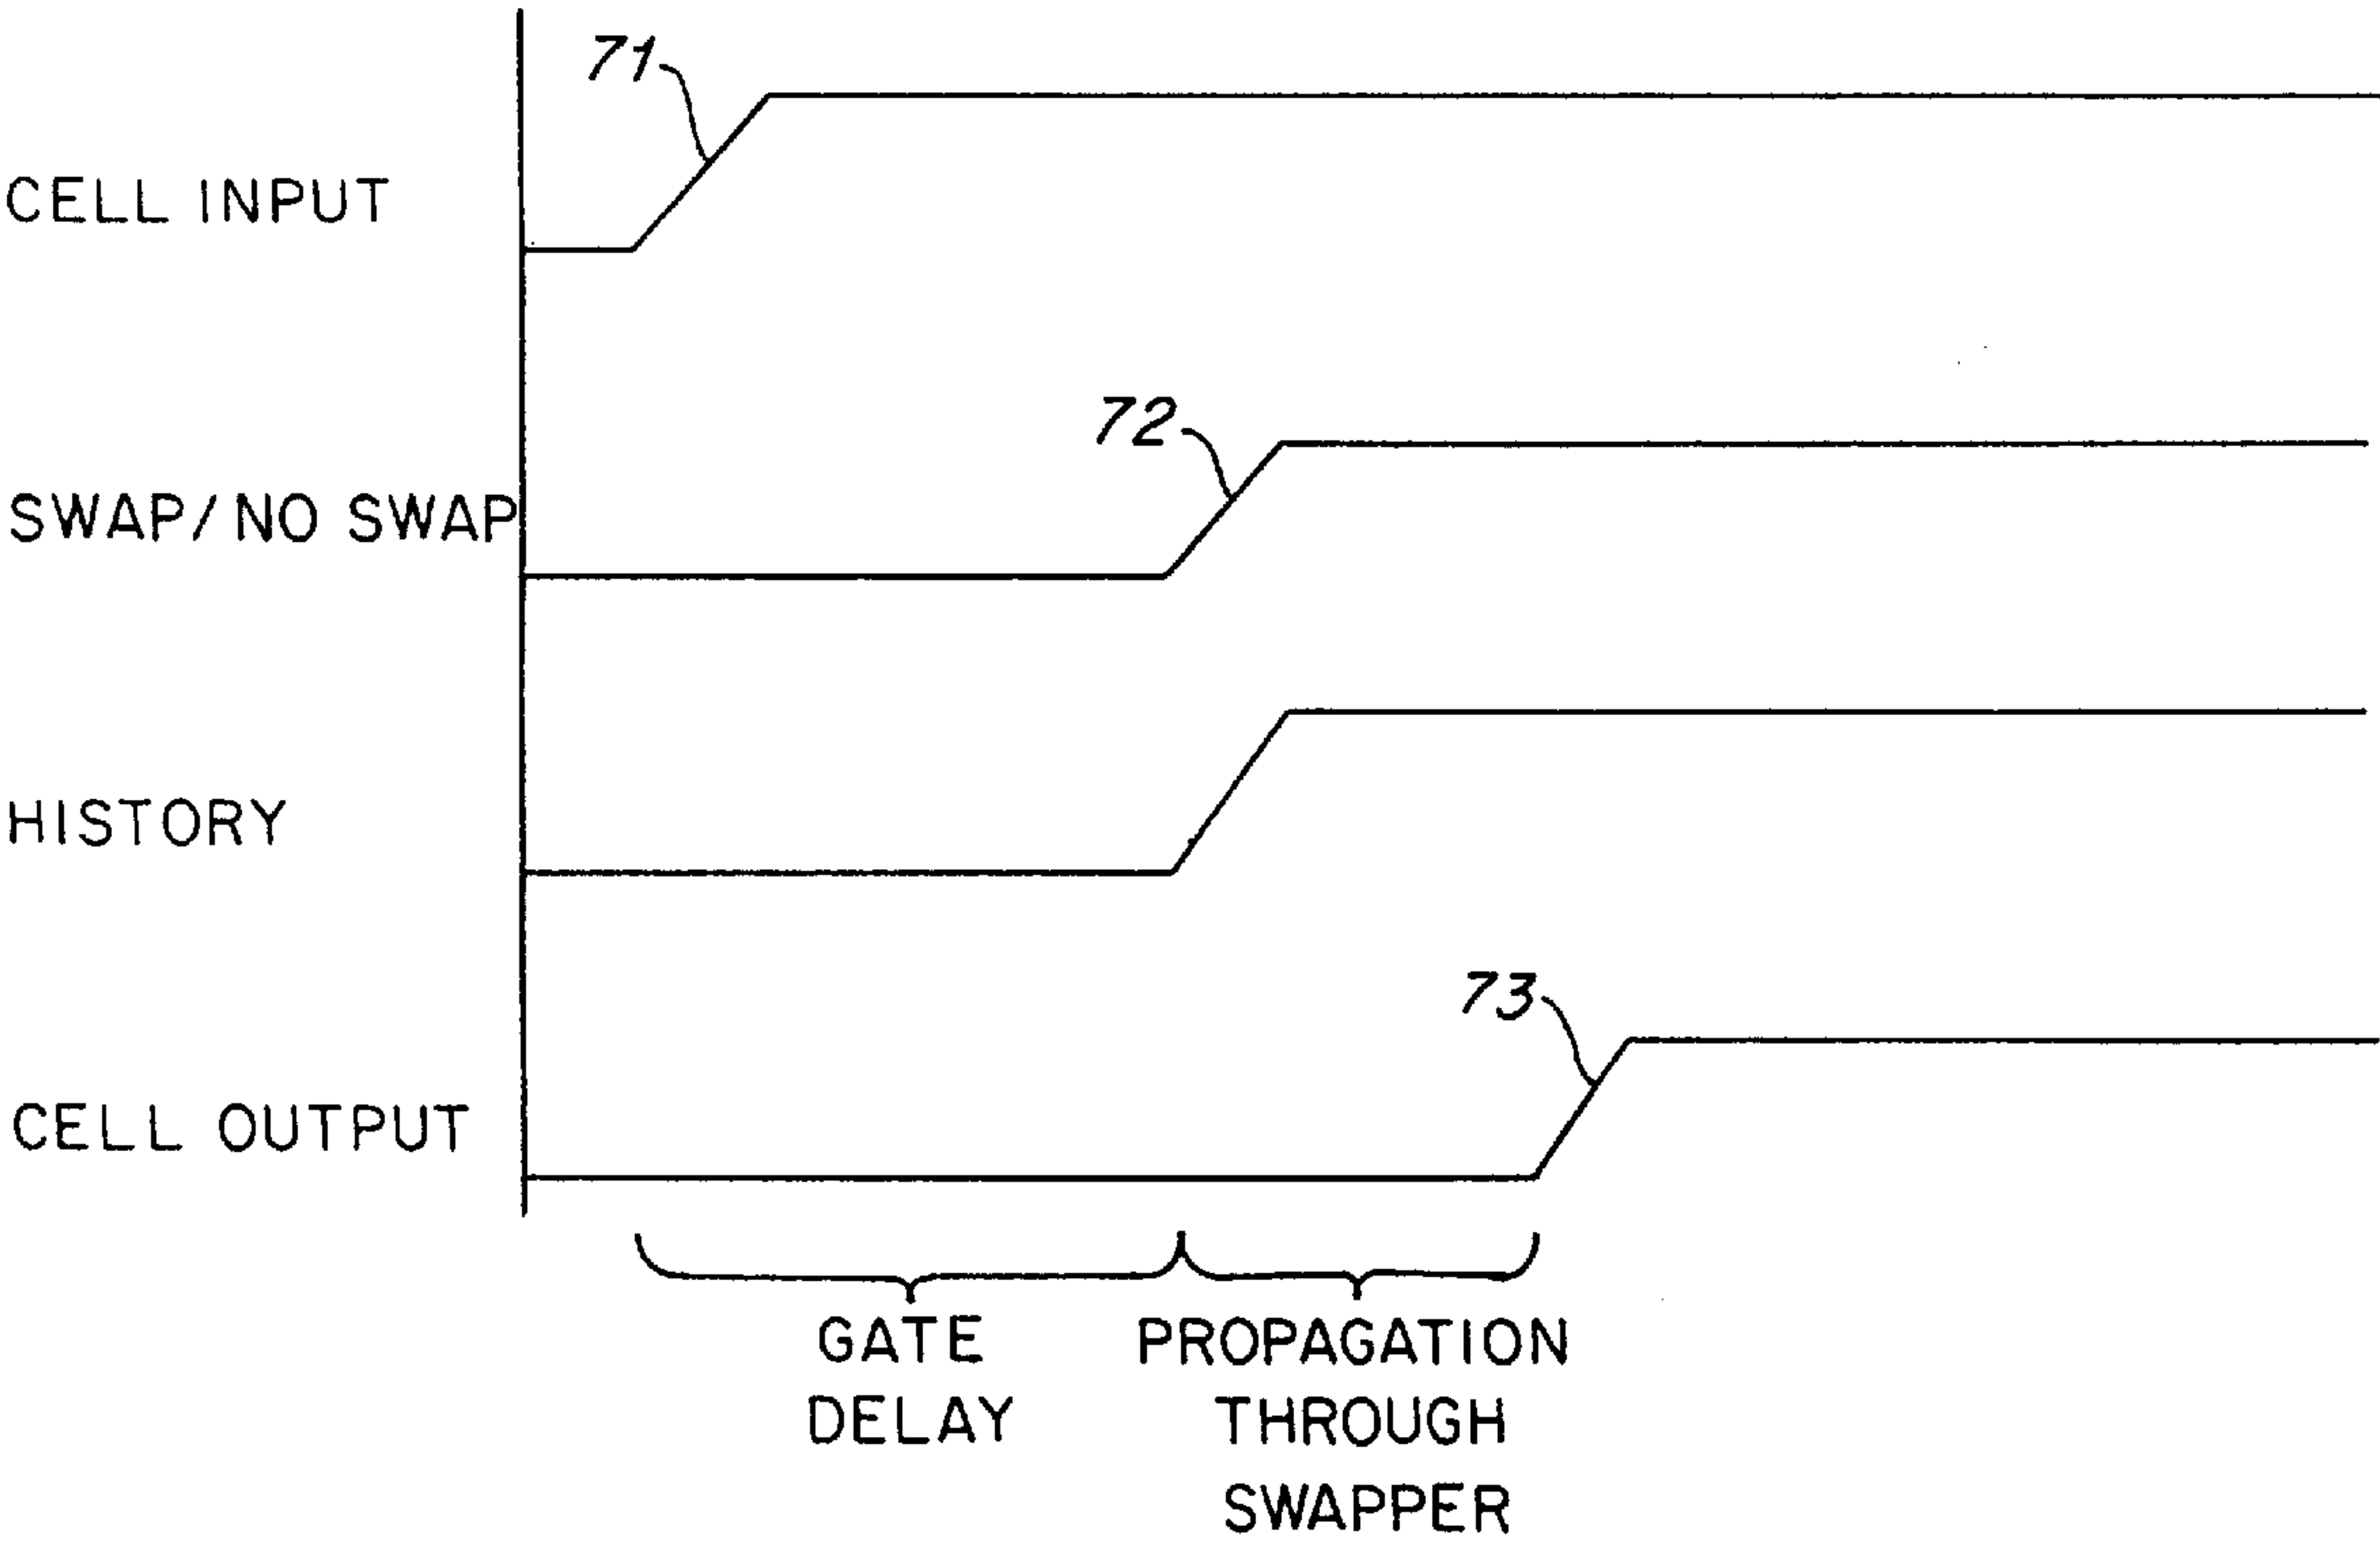 71
CELL INPUT
72
SWAP/NO SWAP
HISTORY
73
CELL OUTPUT
GATE
DELAY
PROPAGATION
THROUGH
SWAPPER